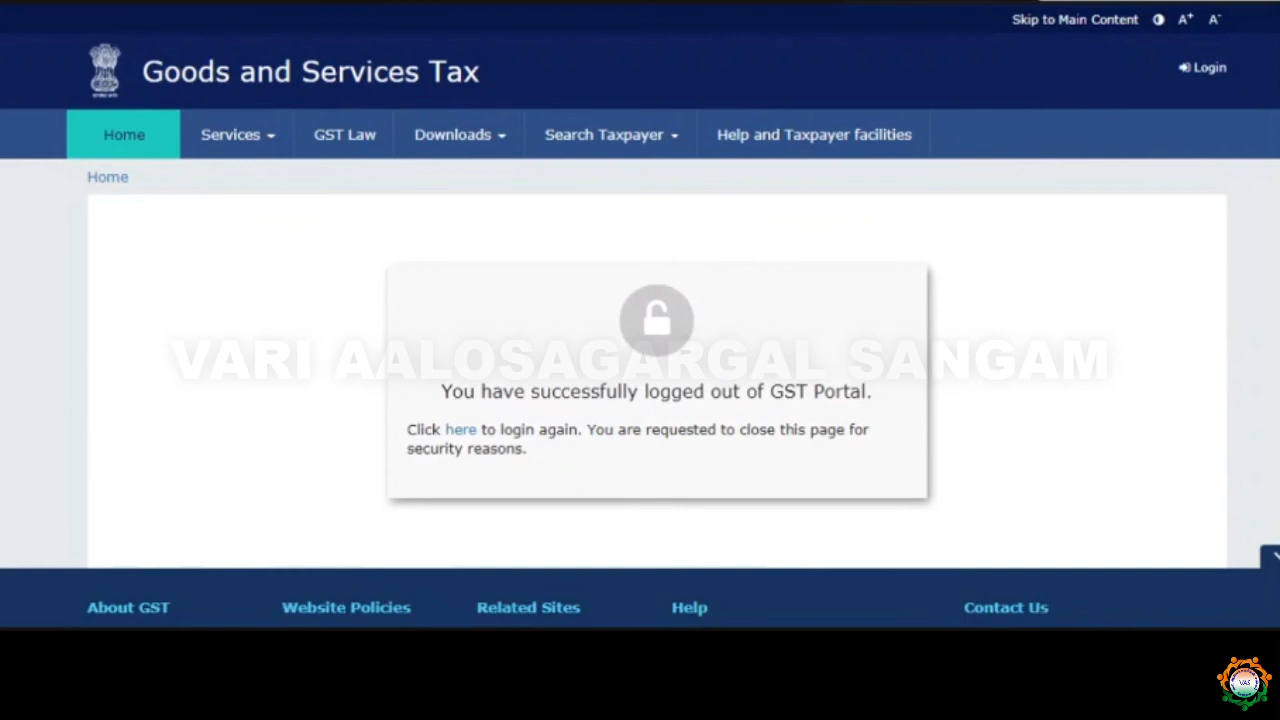 Skip to Main Content A+ A-
Goods and Services Tax
Login
Home Services GST Law Downloads Search Taxpayer Help and Taxpayer facilities
Home
VARI AALOSAGARGAL SANGAM
You have successfully logged out of GST Portal.
Click here to login again. You are requested to close this page for
security reasons.
About GST Website Policies Related Sites Help Contact Us
VAS